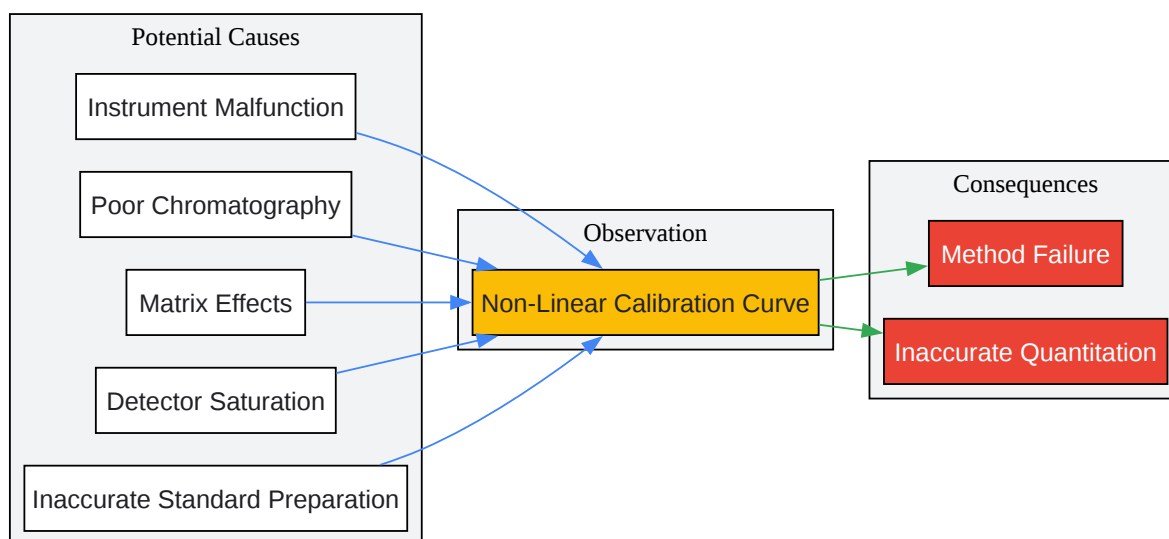 Potential Causes
Instrument Malfunction
Poor Chromatography
Matrix Effects
Detector Saturation
Inaccurate Standard Preparation
Observation
Non-Linear Calibration Curve
Consequences
Method Failure
Inaccurate Quantitation